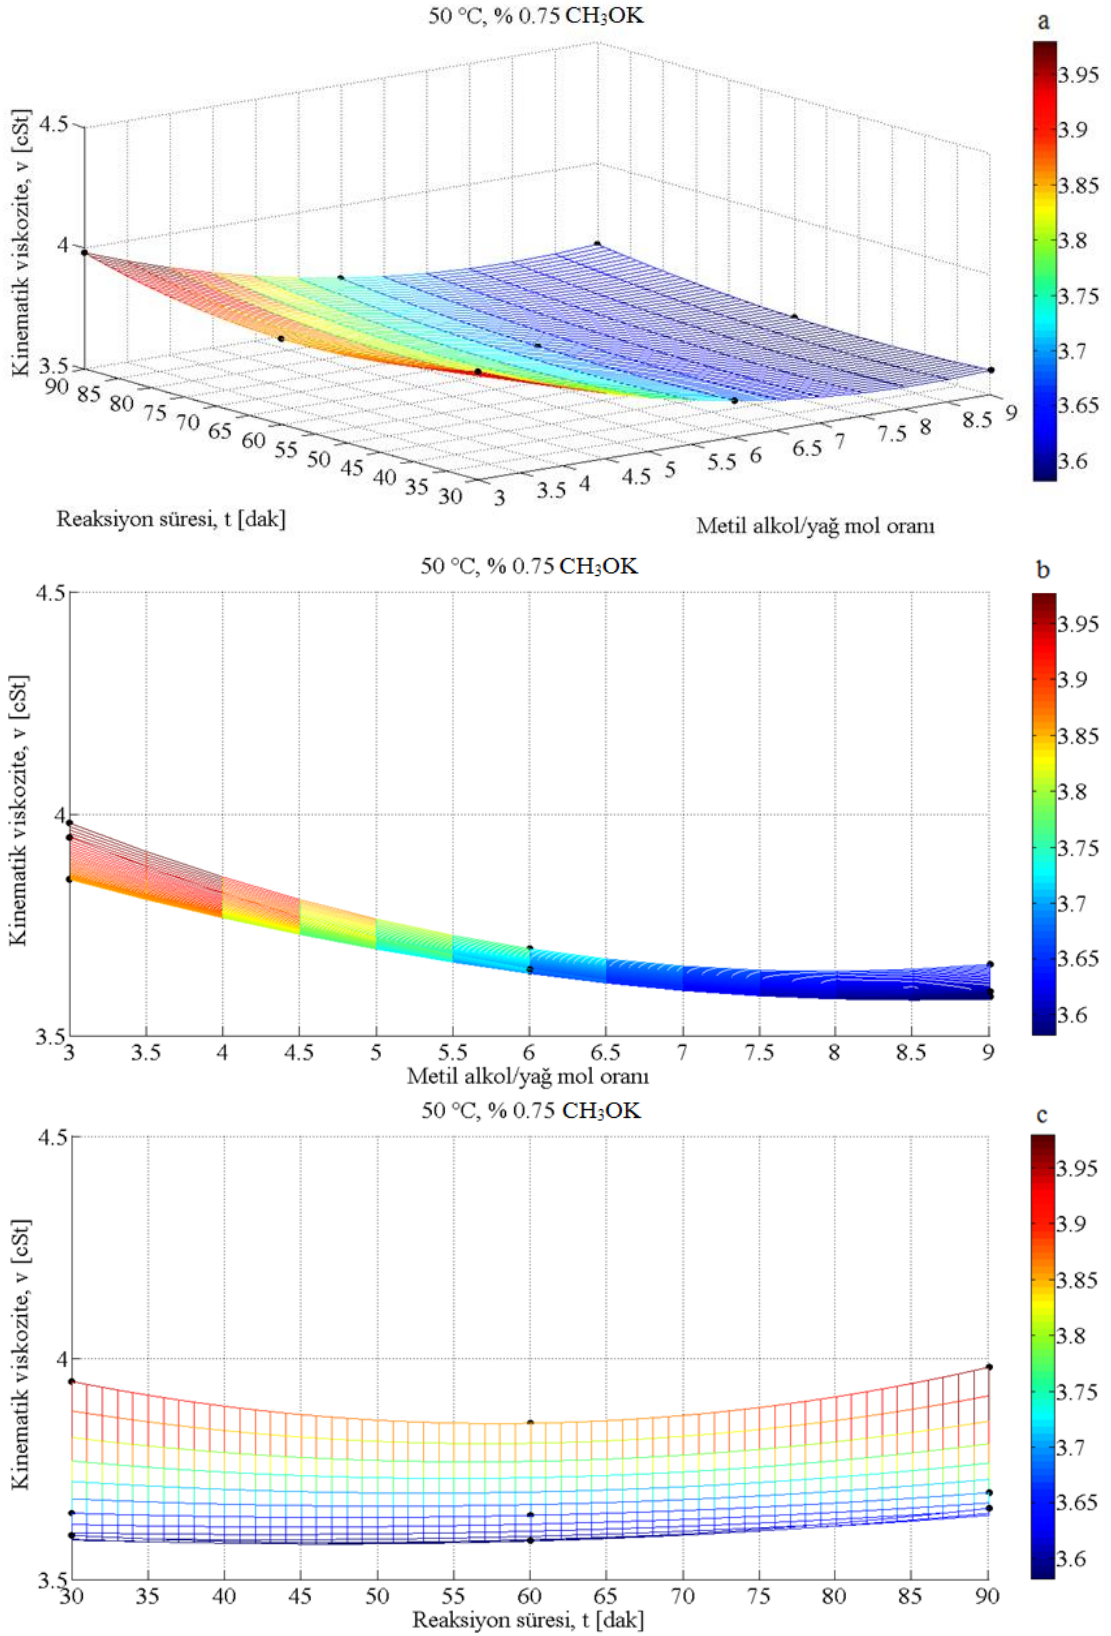 50 °C, % 0.75 CH₃OK
a
Kinematik viskozite, v [cSt]
4.5
4
3.5
90 85 80 75 70 65 60 55 50 45 40 35 30
3 3.5 4 4.5 5 5.5 6 6.5 7 7.5 8 8.5 9
Reaksiyon süresi, t [dak]
Metil alkol/yağ mol oranı
3.95
3.9
3.85
3.8
3.75
3.7
3.65
3.6
50 °C, % 0.75 CH₃OK
b
Kinematik viskozite, v [cSt]
4.5
4
3.5
3 3.5 4 4.5 5 5.5 6 6.5 7 7.5 8 8.5 9
Metil alkol/yağ mol oranı
3.95
3.9
3.85
3.8
3.75
3.7
3.65
3.6
50 °C, % 0.75 CH₃OK
c
Kinematik viskozite, v [cSt]
4.5
4
3.5
30 35 40 45 50 55 60 65 70 75 80 85 90
Reaksiyon süresi, t [dak]
3.95
3.9
3.85
3.8
3.75
3.7
3.65
3.6